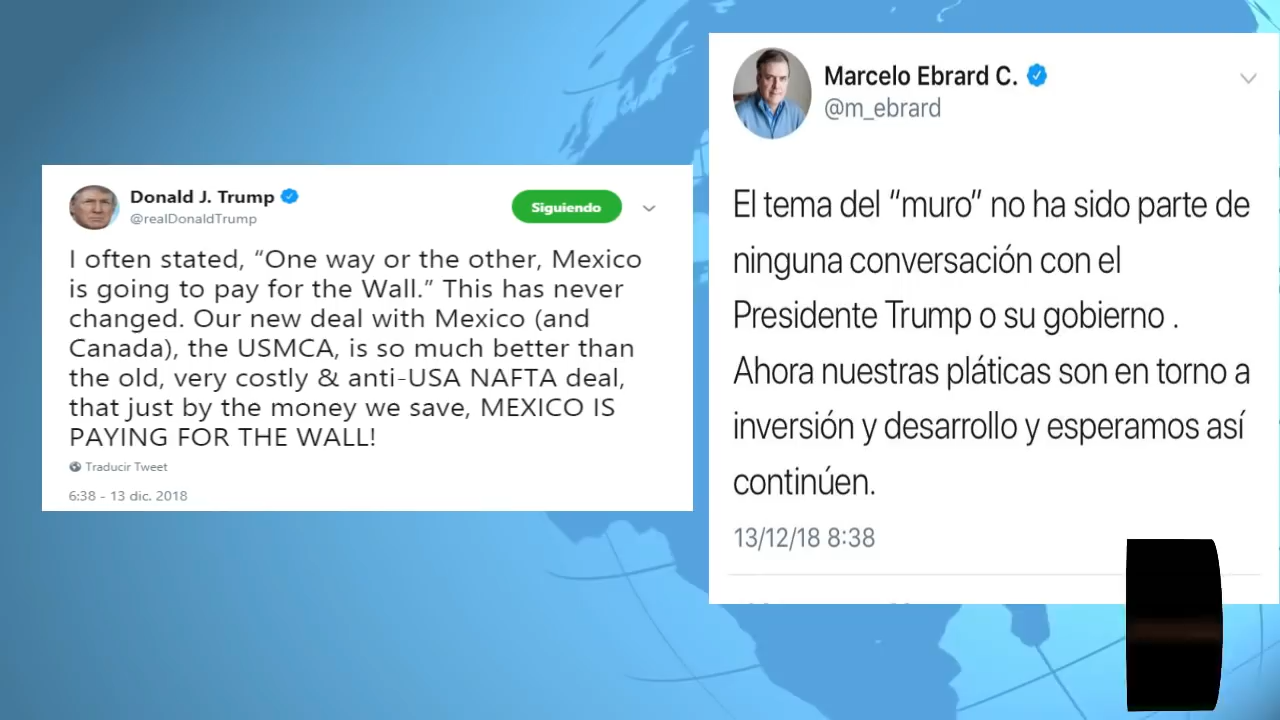 Donald J. Trump
@realDonaldTrump
Siguiendo
I often stated, “One way or the other, Mexico
is going to pay for the Wall.” This has never
changed. Our new deal with Mexico (and
Canada), the USMCA, is so much better than
the old, very costly & anti-USA NAFTA deal,
that just by the money we save, MEXICO IS
PAYING FOR THE WALL!
Traducir Tweet
6:38 - 13 dic. 2018
Marcelo Ebrard C.
@m_ebrard
El tema del “muro” no ha sido parte de
ninguna conversación con el
Presidente Trump o su gobierno .
Ahora nuestras pláticas son en torno a
inversión y desarrollo y esperamos así
continúen.
13/12/18 8:38